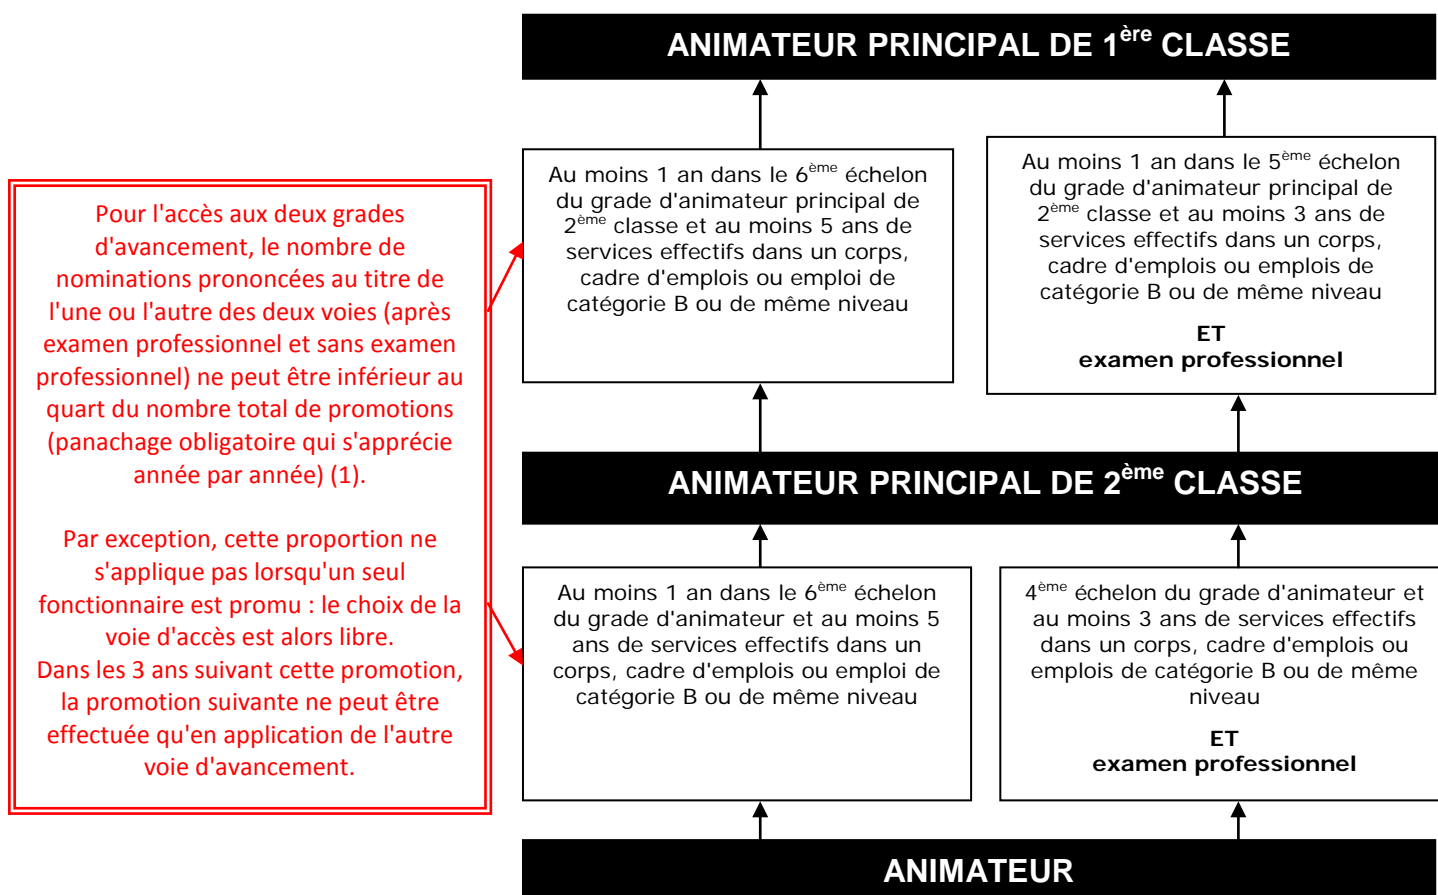 ANIMATEUR PRINCIPAL DE 1ère CLASSE
Au moins 1 an dans le 6ème échelon
du grade d'animateur principal de
2ème classe et au moins 5 ans de
services effectifs dans un corps,
cadre d'emplois ou emploi de
catégorie B ou de même niveau
Au moins 1 an dans le 5ème échelon
du grade d'animateur principal de
2ème classe et au moins 3 ans de
services effectifs dans un corps,
cadre d'emplois ou emplois de
catégorie B ou de même niveau
ET
examen professionnel
Pour l'accès aux deux grades
d'avancement, le nombre de
nominations prononcées au titre de
l'une ou l'autre des deux voies (après
examen professionnel et sans examen
professionnel) ne peut être inférieur au
quart du nombre total de promotions
(panachage obligatoire qui s'apprécie
année par année) (1).
Par exception, cette proportion ne
s'applique pas lorsqu'un seul
fonctionnaire est promu : le choix de la
voie d'accès est alors libre.
Dans les 3 ans suivant cette promotion,
la promotion suivante ne peut être
effectuée qu'en application de l'autre
voie d'avancement.
ANIMATEUR PRINCIPAL DE 2ème CLASSE
Au moins 1 an dans le 6ème échelon
du grade d'animateur et au moins 5
ans de services effectifs dans un
corps, cadre d'emplois ou emploi de
catégorie B ou de même niveau
4ème échelon du grade d'animateur et
au moins 3 ans de services effectifs
dans un corps, cadre d'emplois ou
emplois de catégorie B ou de même
niveau
ET
examen professionnel
ANIMATEUR